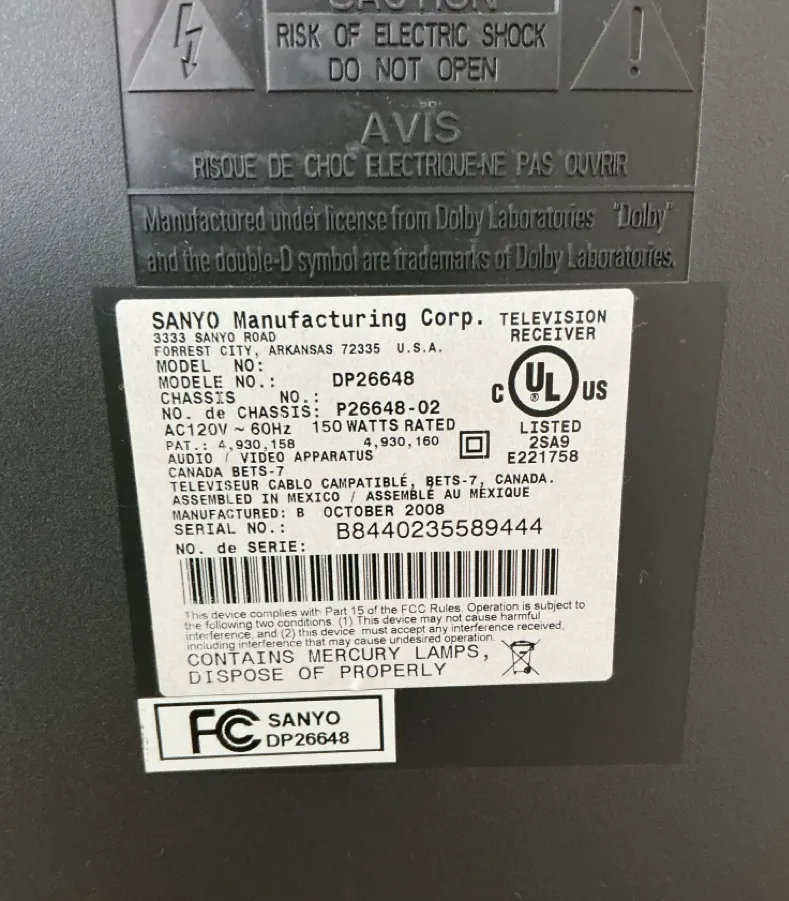 CAUTION
RISK OF ELECTRIC SHOCK
DO NOT OPEN
AVIS
RISQUE DE CHOC ELECTRIQUE-NE PAS OUVRIR
Manufactured under license from Dolby Laboratories "Dolby"
and the double-D symbol are trademarks of Dolby Laboratories.
SANYO Manufacturing Corp.
3333 SANYO ROAD
FORREST CITY, ARKANSAS 72335 U.S.A.
TELEVISION
RECEIVER
MODEL NO:
MODELE NO.: DP26648
CHASSIS NO.:
NO. de CHASSIS: P26648-02
AC120V ~ 60Hz 150 WATTS RATED
PAT.: 4,930,158 4,930,160
C UL ® US
LISTED
2SA9
E221758
AUDIO / VIDEO APPARATUS
CANADA BETS-7
TELEVISEUR CABLO CAMPATIBLÉ, BETS-7, CANADA.
ASSEMBLED IN MEXICO / ASSEMBLÉ AU MEXIQUE
MANUFACTURED: B OCTOBER 2008
SERIAL NO.: B8440235589444
NO. de SERIE:
This device complies with Part 15 of the FCC Rules. Operation is subject to
the following two conditions. (1) This device may not cause harmful
interference, and (2) this device must accept any interference received,
including interference that may cause undesired operation.
CONTAINS MERCURY LAMPS,
DISPOSE OF PROPERLY
FC SANYO
DP26648